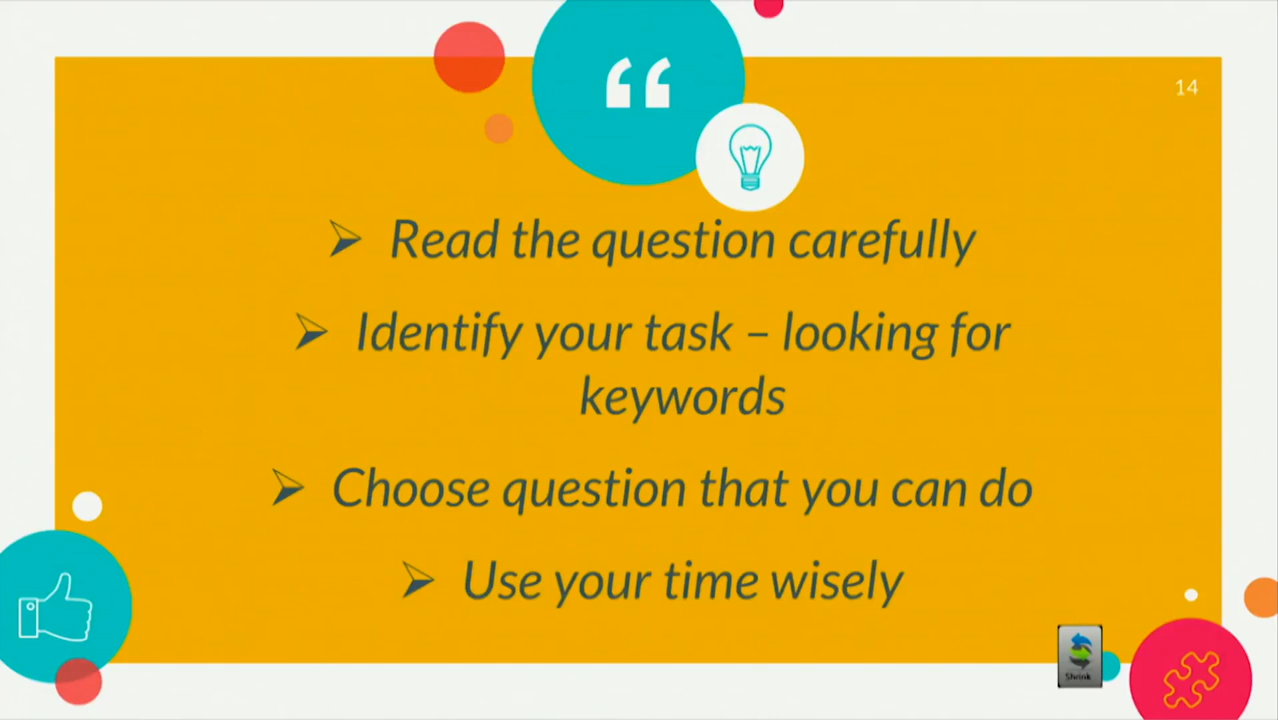 “
14
➢ Read the question carefully
➢ Identify your task – looking for
keywords
➢ Choose question that you can do
➢ Use your time wisely
Shrink